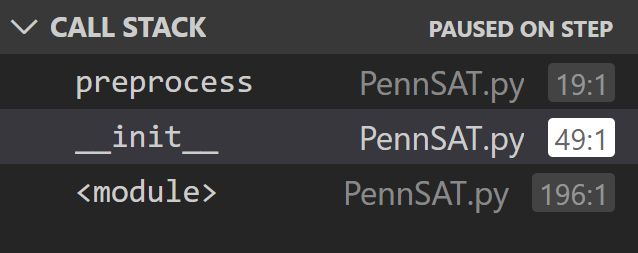 CALL STACK PAUSED ON STEP
preprocess PennSAT.py 19:1
__init__ PennSAT.py 49:1
<module> PennSAT.py 196:1